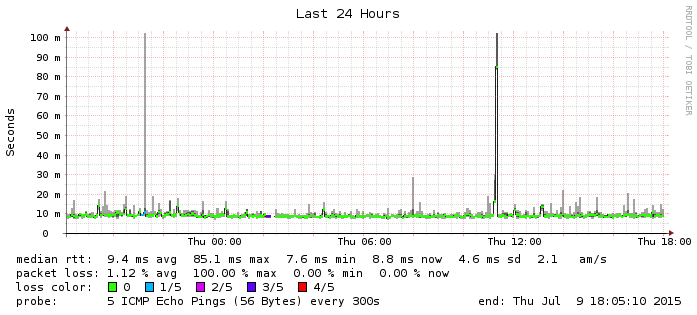 Last 24 Hours
RRDTOOL / TOBI OETIKER
Seconds
100 m
90 m
80 m
70 m
60 m
50 m
40 m
30 m
20 m
10 m
0
Thu 00:00 Thu 06:00 Thu 12:00 Thu 18:00
median rtt: 9.4 ms avg 85.1 ms max 7.6 ms min 8.8 ms now 4.6 ms sd 2.1 am/s
packet loss: 1.12 % avg 100.00 % max 0.00 % min 0.00 % now
loss color: 0 1/5 2/5 3/5 4/5
probe: 5 ICMP Echo Pings (56 Bytes) every 300s end: Thu Jul 9 18:05:10 2015